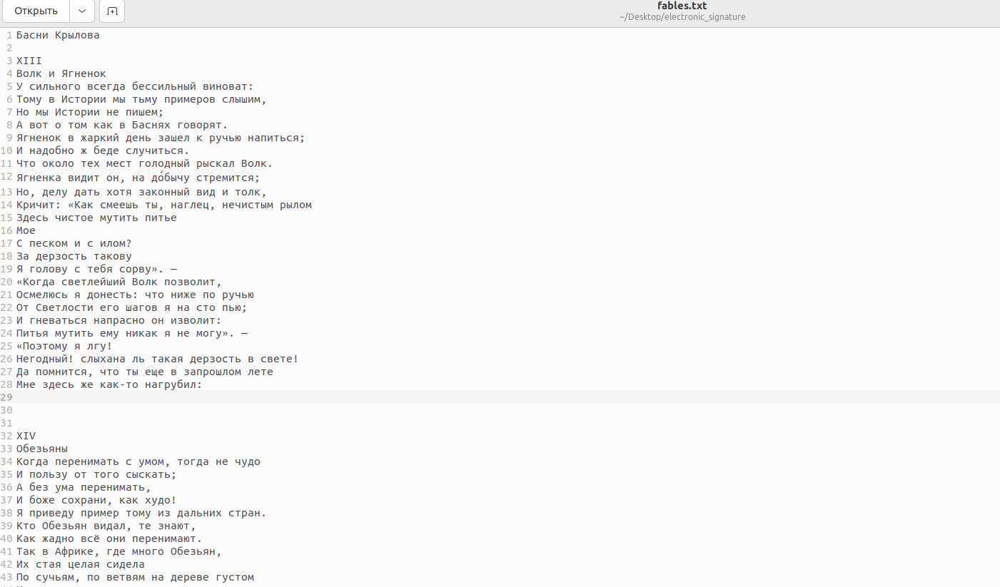 Открыть
fables.txt
~/Desktop/electronic_signature
1 Басни Крылова
2
3 XIII
4 Волк и Ягненок
5 У сильного всегда бессильный виноват:
6 Тому в Истории мы тьму примеров слышим,
7 Но мы Истории не пишем;
8 А вот о том как в Баснях говорят.
9 Ягненок в жаркий день зашел к ручью напиться;
10 И надобно ж беде случиться.
11 Что около тех мест голодный рыскал Волк.
12 Ягненка видит он, на до́бычу стремится;
13 Но, делу дать хотя законный вид и толк,
14 Кричит: «Как смеешь ты, наглец, нечистым рылом
15 Здесь чистое мутить питье
16 Мое
17 С песком и с илом?
18 За дерзость такову
19 Я голову с тебя сорву». —
20 «Когда светлейший Волк позволит,
21 Осмелюсь я донесть: что ниже по ручью
22 От Светлости его шагов я на сто пью;
23 И гневаться напрасно он изволит:
24 Питья мутить ему никак я не могу». —
25 «Поэтому я лгу!
26 Негодный! слыхана ль такая дерзость в свете!
27 Да помнится, что ты еще в запрошлом лете
28 Мне здесь же как-то нагрубил:
29
30
31
32 XIV
33 Обезьяны
34 Когда перенимать с умом, тогда не чудо
35 И пользу от того сыскать;
36 А без ума перенимать,
37 И боже сохрани, как худо!
38 Я приведу пример тому из дальних стран.
39 Кто Обезьян видал, те знают,
40 Как жадно всё они перенимают.
41 Так в Африке, где много Обезьян,
42 Их стая целая сидела
43 По сучьям, по ветвям на дереве густом